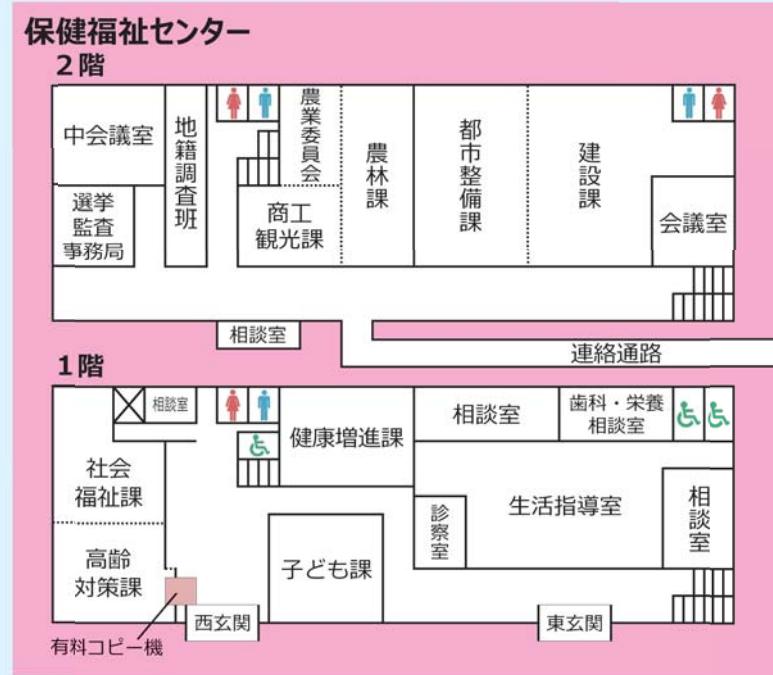 保健福祉センター
2階
中会議室
地籍調査班
農業委員会
農林課
都市整備課
建設課
選挙
監査
事務局
商工
観光課
会議室
相談室
連絡通路
1階
相談室
健康増進課
相談室
歯科・栄養
相談室
社会
福祉課
診察室
生活指導室
相談室
高齢
対策課
子ども課
西玄関
東玄関
有料コピー機